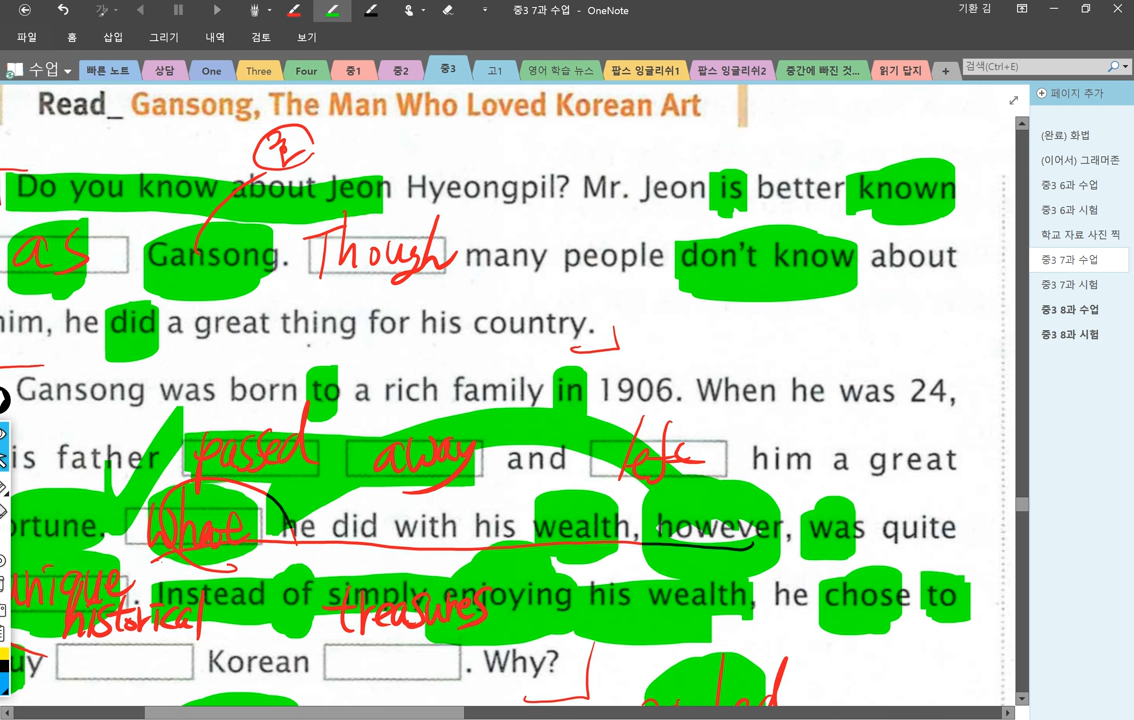 중3 7과 수업 - OneNote
기환 김
파일 홈 삽입 그리기 내역 검토 보기
수업 빠른 노트 상담 One Three Four 중1 중2 중3 고1 영어 학습 뉴스 팝스 잉글리쉬1 팝스 잉글리쉬2 중간에 빠진 것... 읽기 답지 + 검색(Ctrl+E)
페이지 추가
(완료) 화법
(이어서) 그래머존
중3 6과 수업
중3 6과 시험
학교 자료 사진 찍
중3 7과 수업
중3 7과 시험
중3 8과 수업
중3 8과 시험
Read_ Gansong, The Man Who Loved Korean Art
Do you know about Jeon Hyeongpil? Mr. Jeon is better known
as Gansong. Though many people don't know about
him, he did a great thing for his country.
Gansong was born to a rich family in 1906. When he was 24,
is father passed away and left him a great
ortune. What he did with his wealth, however, was quite
unique. Instead of simply enjoying his wealth, he chose to
historical treasures
uy Korean . Why?